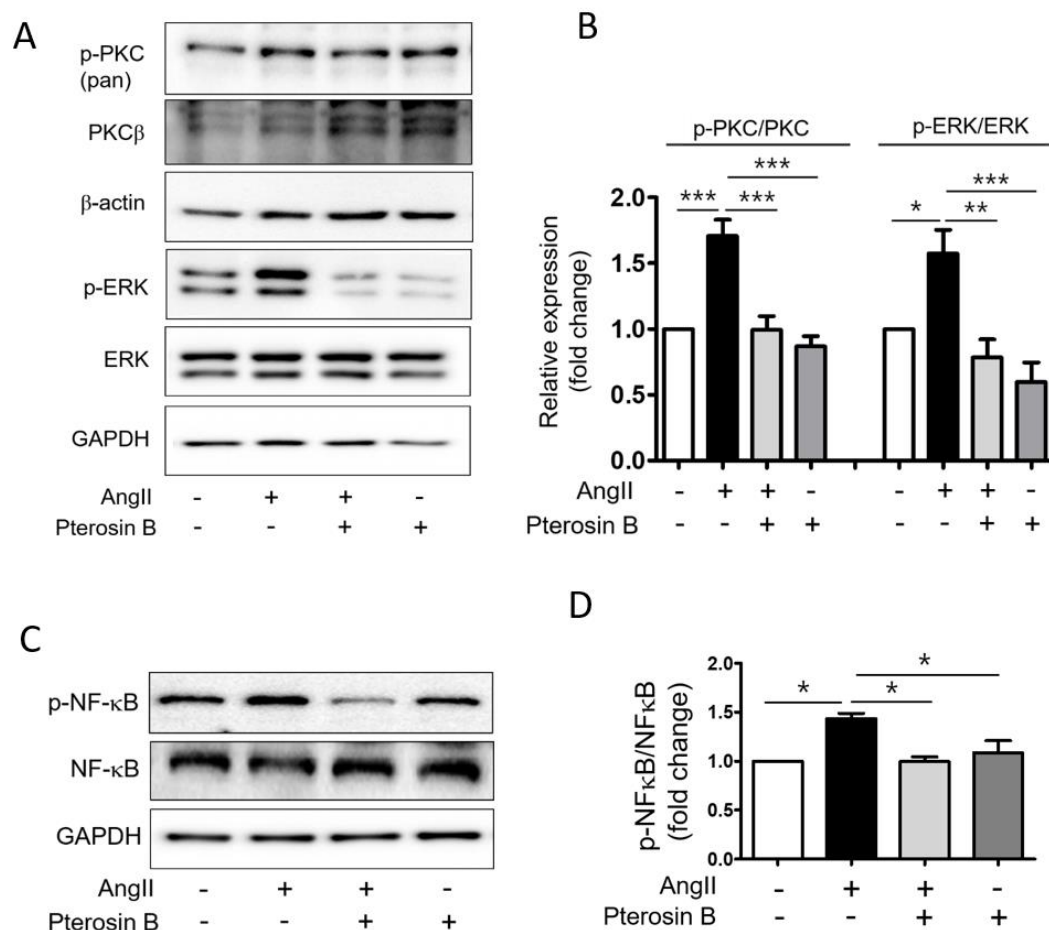 A
p-PKC
(pan)
PKCβ
β-actin
p-ERK
ERK
GAPDH
AngII - + + -
Pterosin B - - + +
B
p-PKC/PKC p-ERK/ERK
*** *** *** * ** ***
Relative expression
(fold change)
2.0
1.5
1.0
0.5
0.0
AngII - + + - - + + -
Pterosin B - - + + - - + +
C
p-NF-κB
NF-κB
GAPDH
AngII - + + -
Pterosin B - - + +
D
* * *
p-NFκB/NFκB
(fold change)
2.0
1.5
1.0
0.5
0.0
AngII - + + -
Pterosin B - - + +